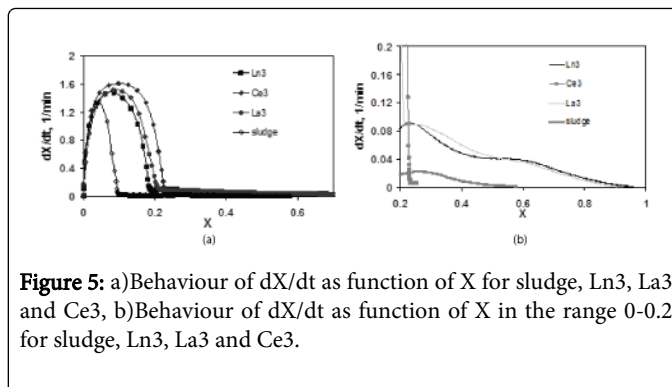 2
1.6
1.2
0.8
0.4
0
dX/dt, 1/min
Ln3
Ce3
La3
sludge
0 0.2 0.4 0.6
X
(a)
0.2
0.16
0.12
0.08
0.04
0
dX/dt, 1/min
Ln3
Ce3
La3
sludge
0.2 0.4 0.6 0.8 1
X
(b)
Figure 5: a)Behaviour of dX/dt as function of X for sludge, Ln3, La3
and Ce3, b)Behaviour of dX/dt as function of X in the range 0-0.2
for sludge, Ln3, La3 and Ce3.